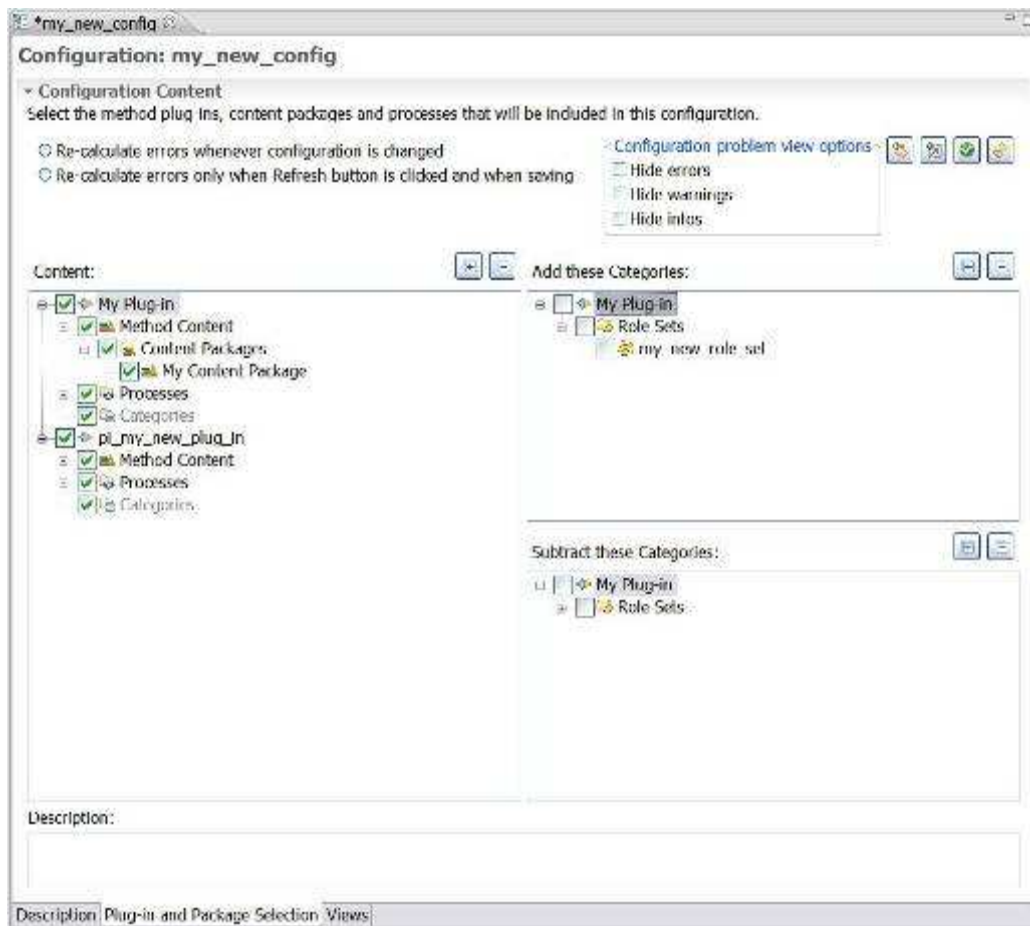 *my_new_config
Configuration: my_new_config
Configuration Content
Select the method plug ins, content packages and processes that will be included in this configuration.
Re-calculate errors whenever configuration is changed
Re-calculate errors only when Refresh button is clicked and when saving
Configuration problem view options
Hide errors
Hide warnings
Hide infos
Content:
My Plug-in
Method Content
Content Packages
My Content Package
Processes
Categories
pi_my_new_plug_in
Method Content
Processes
Categories
Add these Categories:
My Plug-in
Role Sets
my_new_role_set
Subtract these Categories:
My Plug-in
Role Sets
Description:
Description Plug-in and Package Selection Views